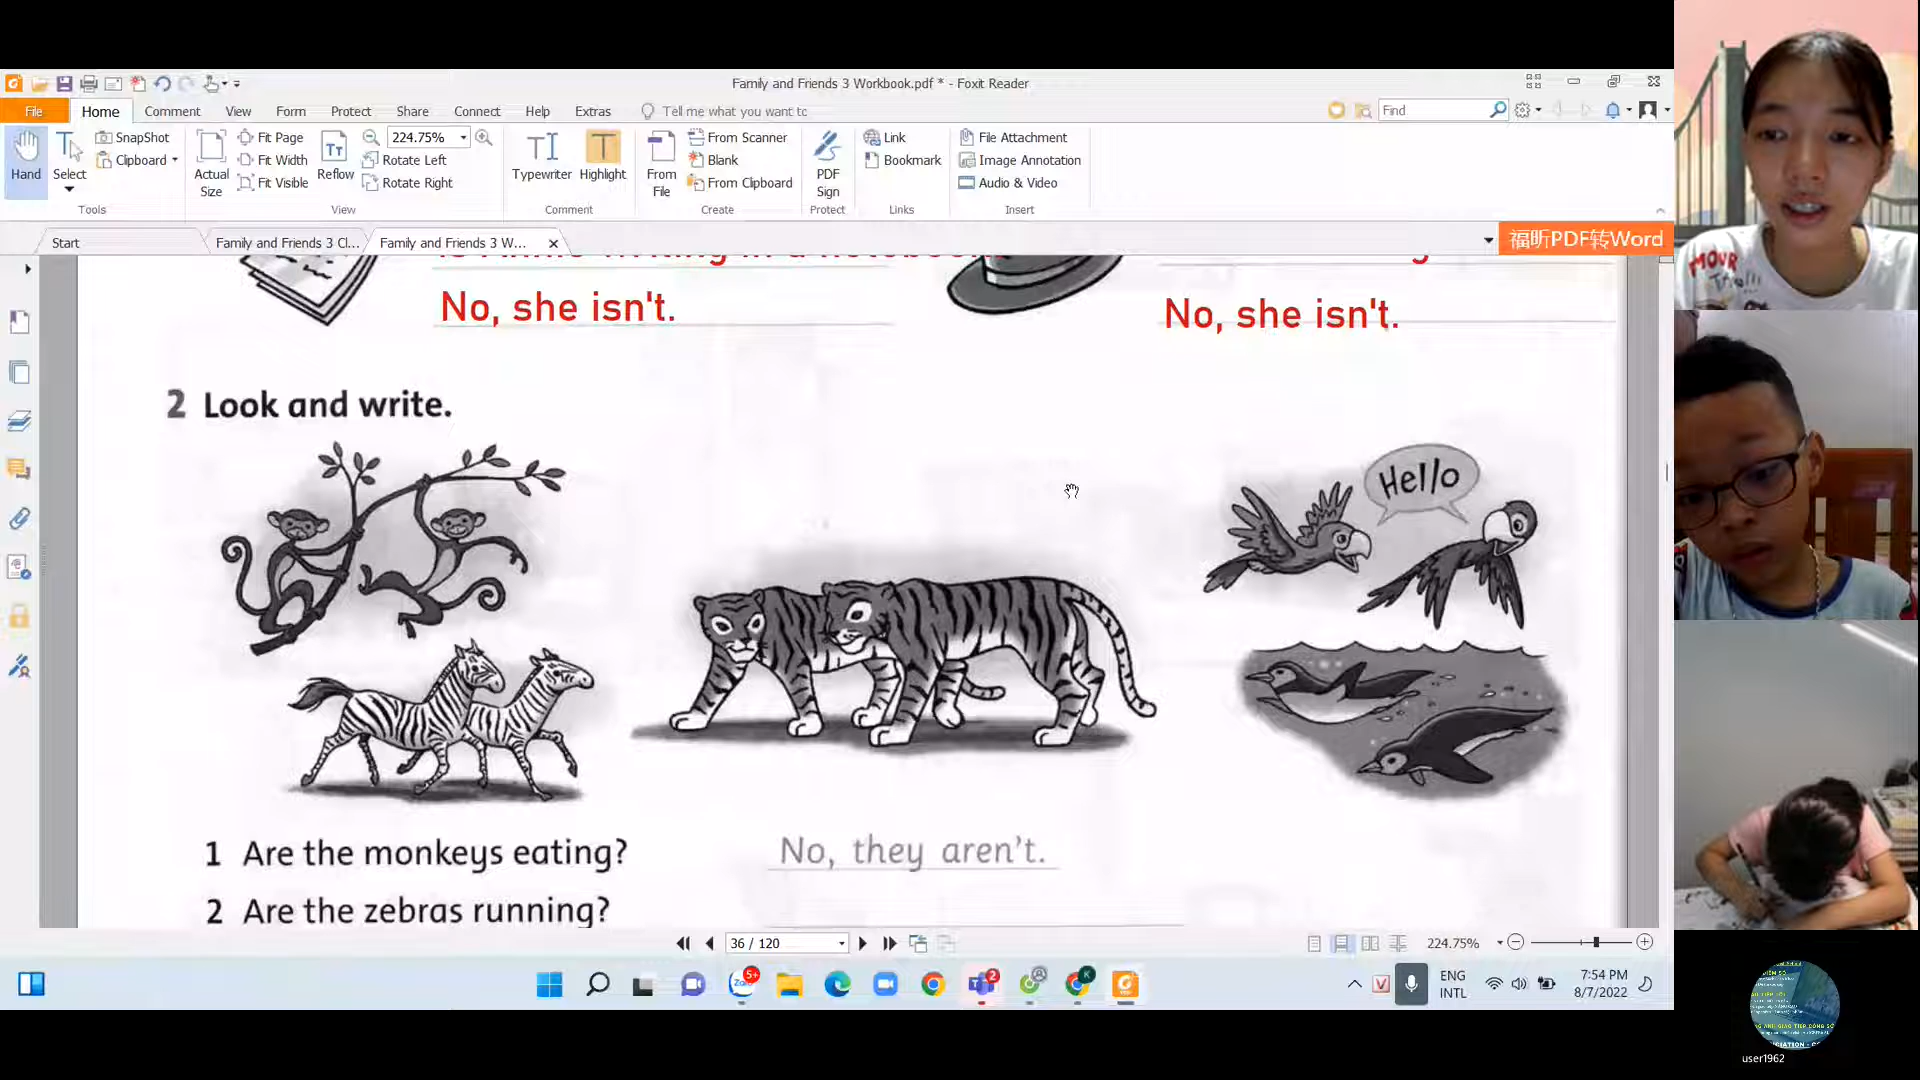 Family and Friends 3 Workbook.pdf * - Foxit Reader
File Home Comment View Form Protect Share Connect Help Extras Tell me what you want tc Find
Hand
Select
SnapShot
Clipboard
Tools
Actual Size
Fit Page
Fit Width
Fit Visible
Reflow
224.75%
Rotate Left
Rotate Right
View
Typewriter
Highlight
Comment
From File
From Scanner
Blank
From Clipboard
Create
PDF Sign
Protect
Link
Bookmark
Links
File Attachment
Image Annotation
Audio & Video
Insert
Start
Family and Friends 3 Cl...
Family and Friends 3 W...
福昕PDF转Word
No, she isn't.
No, she isn't.
2 Look and write.
Hello
1 Are the monkeys eating? No, they aren't.
2 Are the zebras running?
36 / 120
224.75%
5+
Zalo
2
K
V
ENG
INTL
7:54 PM
8/7/2022
user1962